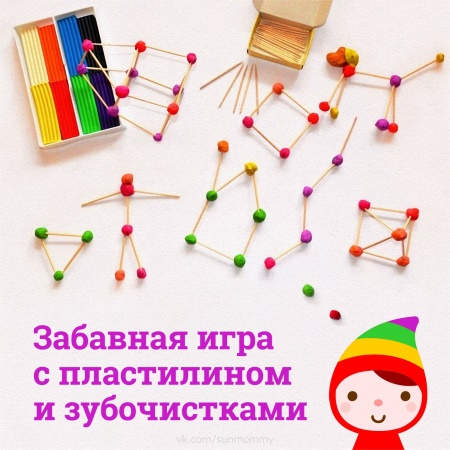 Забавная игра
с пластилином
и зубочистками
vk.com/sunmommy